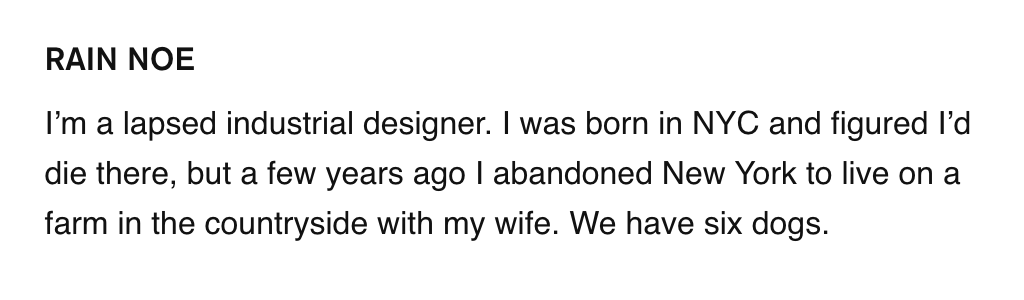 RAIN NOE
I’m a lapsed industrial designer. I was born in NYC and figured I’d
die there, but a few years ago I abandoned New York to live on a
farm in the countryside with my wife. We have six dogs.